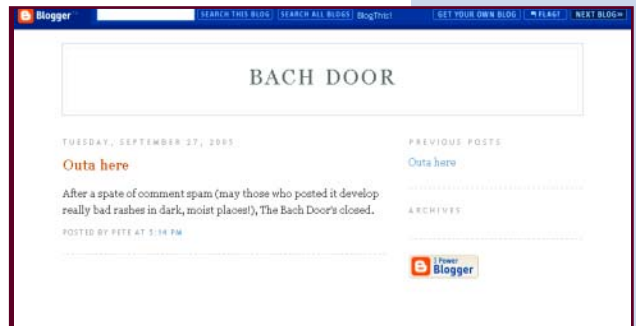 Blogger
SEARCH THIS BLOG SEARCH ALL BLOGS BlogThis! GET YOUR OWN BLOG FLAG? NEXT BLOG»
BACH DOOR
TUESDAY, SEPTEMBER 27, 2005
Outa here
After a spate of comment spam (may those who posted it develop
really bad rashes in dark, moist places!), The Bach Door's closed.
POSTED BY PETE AT 5:14 PM
PREVIOUS POSTS
Outa here
ARCHIVES
I Power
Blogger